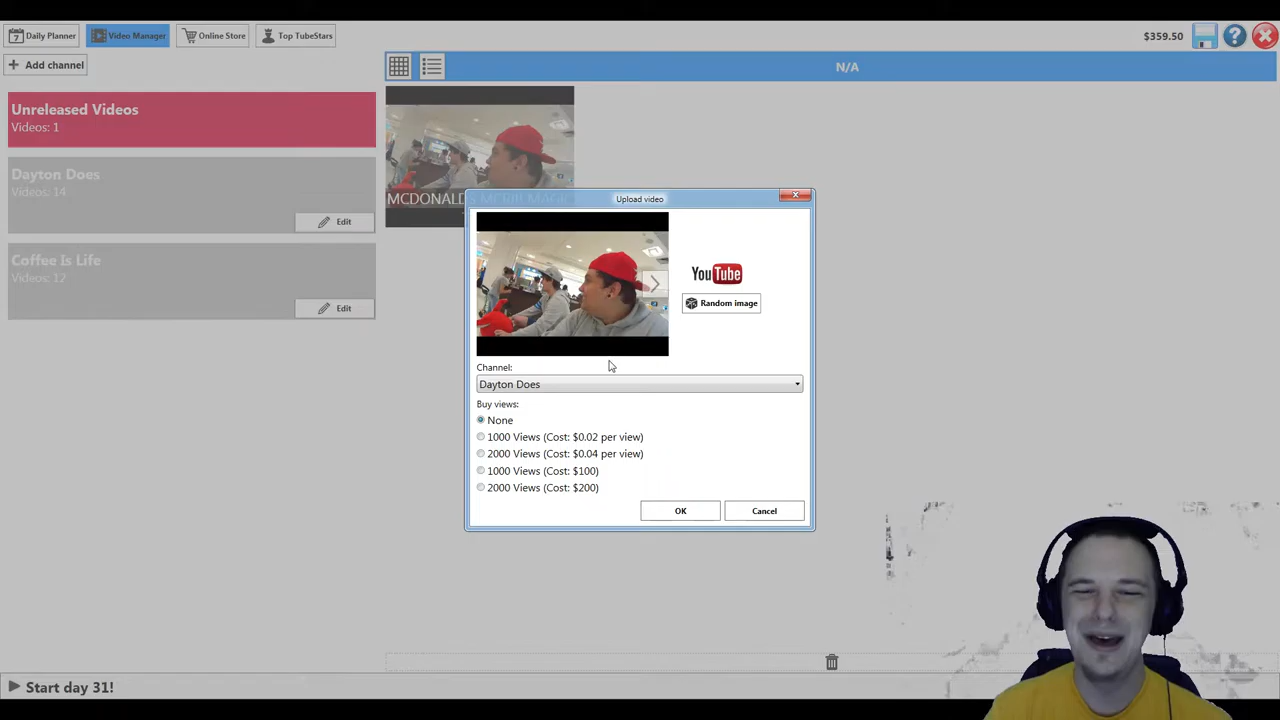 7 Daily Planner
Video Manager
Online Store
Top TubeStars
$359.50
?
+ Add channel
N/A
Unreleased Videos
Videos: 1
Dayton Does
Videos: 14
Edit
Coffee Is Life
Videos: 12
Edit
MCDONALD'S MCRIB MAGIC
Upload video
YouTube
Random image
Channel:
Dayton Does
Buy views:
None
1000 Views (Cost: $0.02 per view)
2000 Views (Cost: $0.04 per view)
1000 Views (Cost: $100)
2000 Views (Cost: $200)
OK
Cancel
Start day 31!